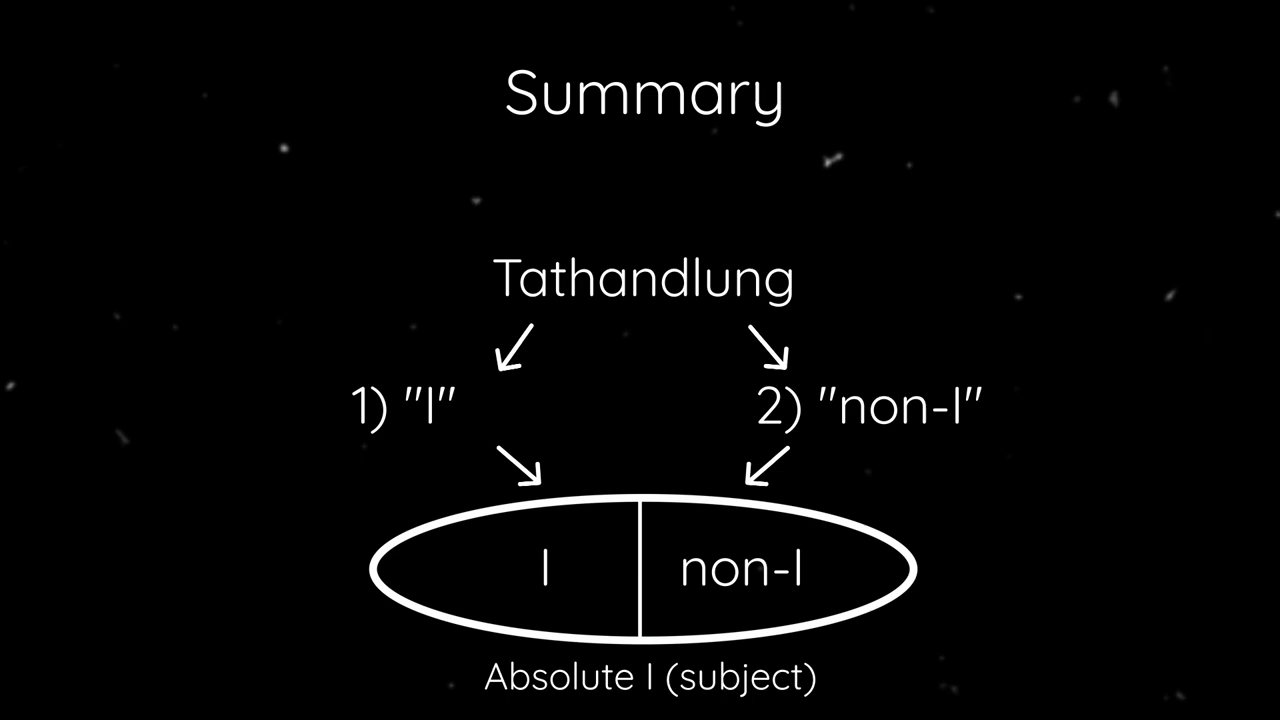 Summary
Tathandlung
1) "I"
2) "non-I"
I
non-I
Absolute I (subject)